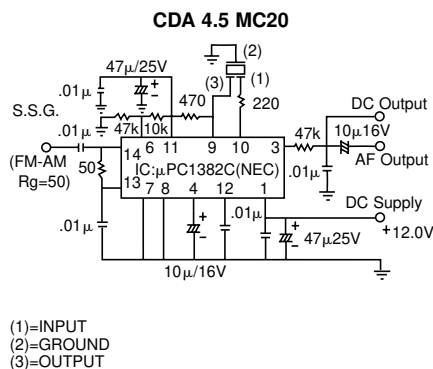 CDA 4.5 MC20
(2)
47μ/25V
(3)
(1)
.01μ
470
220
S.S.G.
DC Output
.01μ
47k
10k
47k
10μ16V
6
11
9
10
3
(FM-AM
Rg=50)
50
14
IC:μPC1382C(NEC)
AF Output
13
7
8
4
12
1
.01μ
.01μ
.01μ
DC Supply
+12.0V
+
-
+
-
47μ25V
+
-
10μ/16V
(1)=INPUT
(2)=GROUND
(3)=OUTPUT